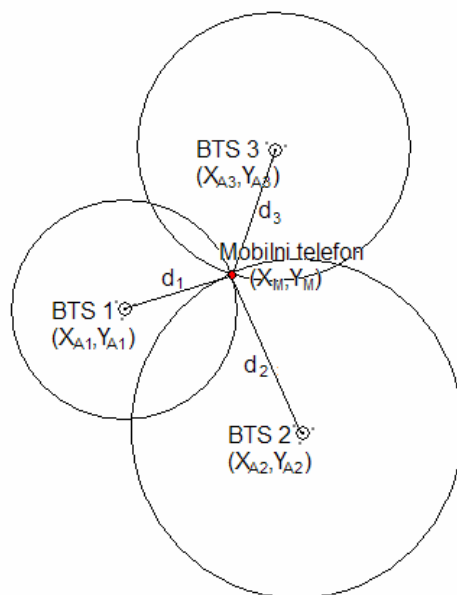 BTS 3
(XA3,YA3)
d3
Mobilni telefon
(XM,YM)
d1
BTS 1
(XA1,YA1)
d2
BTS 2
(XA2,YA2)